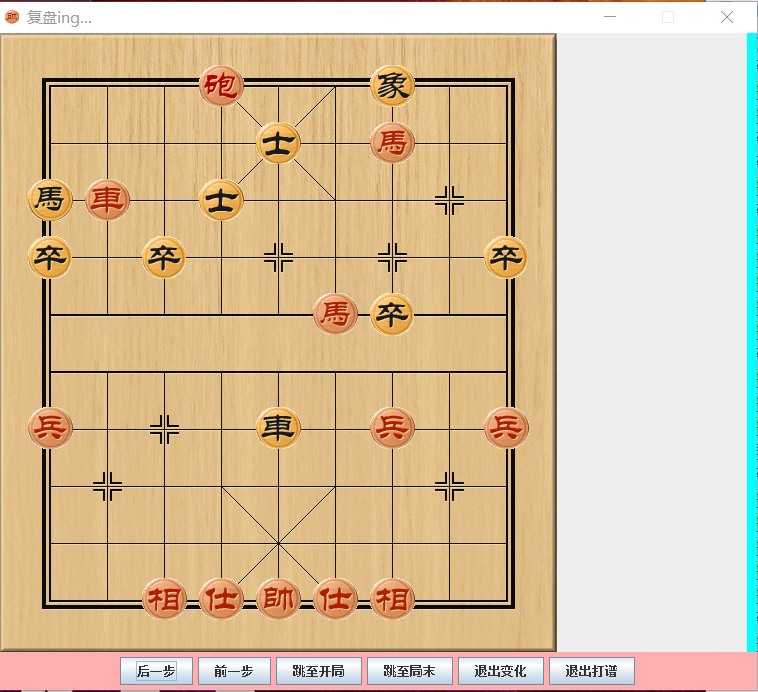 复盘ing...
砲 象
士 馬
馬 車 士
卒 卒 卒
馬 卒
兵 車 兵 兵
相 仕 帥 仕 相
后一步 前一步 跳至开局 跳至局末 退出变化 退出打谱